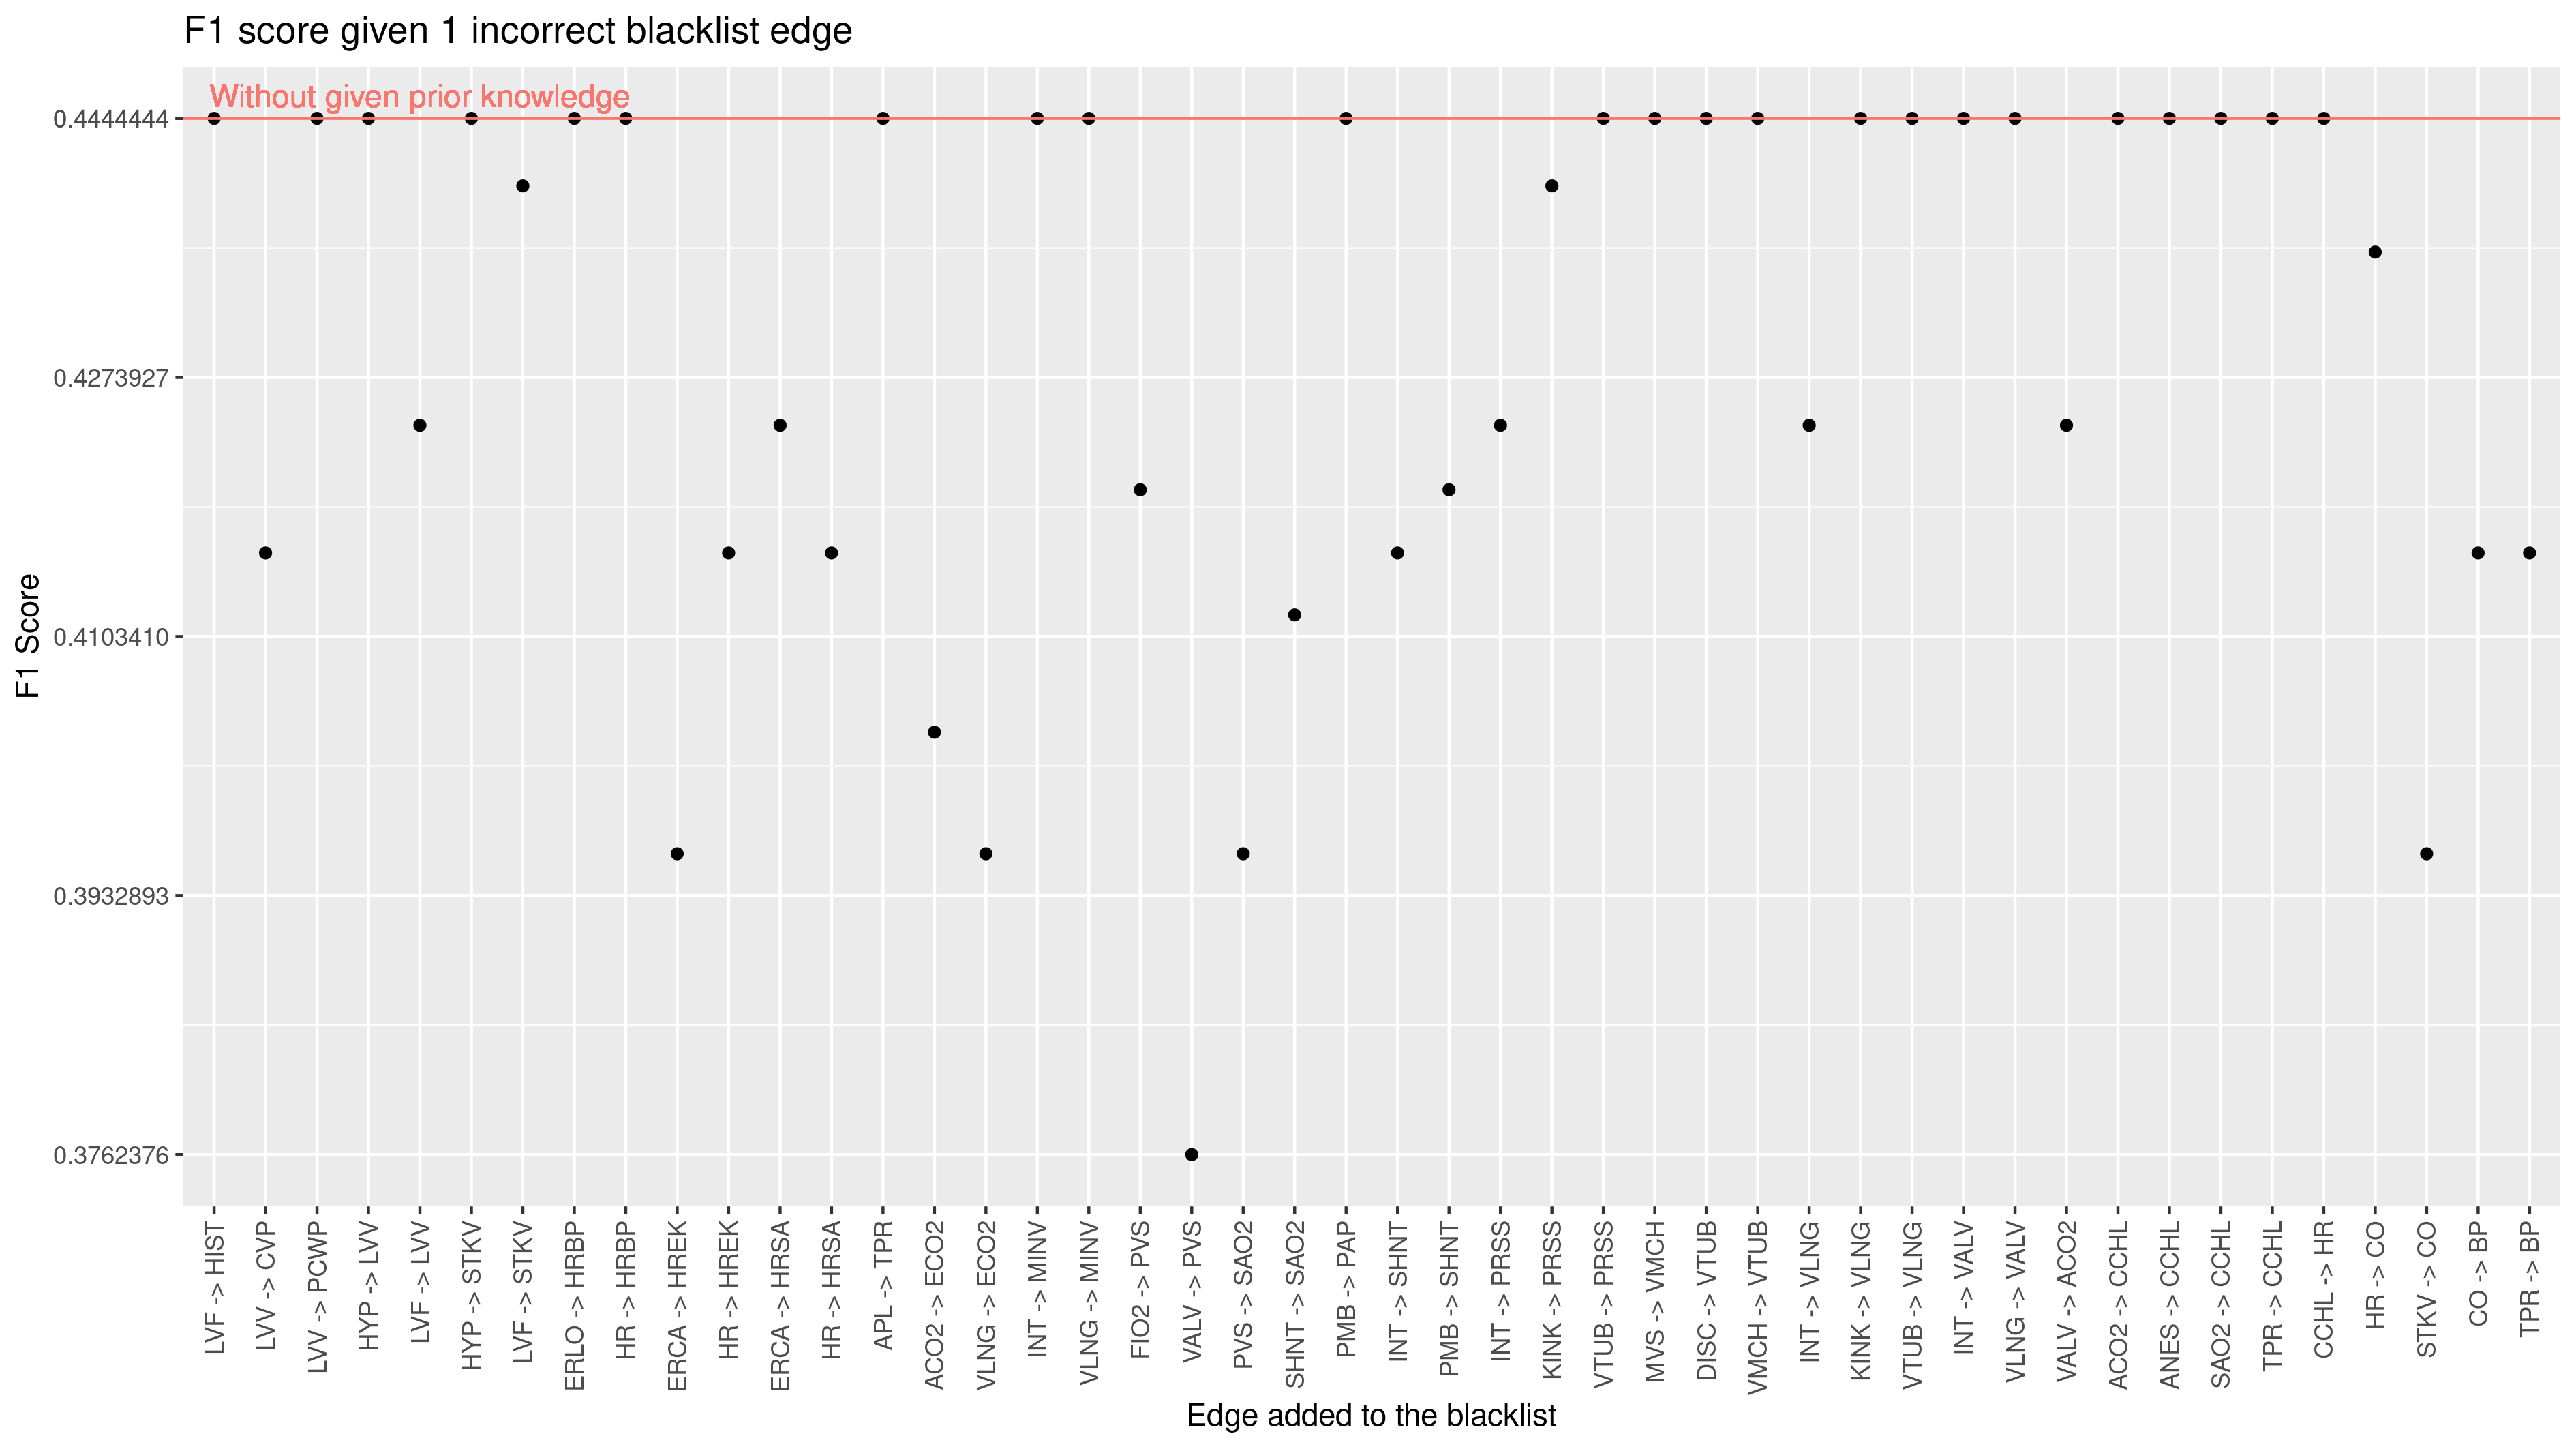 F1 score given 1 incorrect blacklist edge
Without given prior knowledge
0.4444444
0.4273927
0.4103410
0.3932893
0.3762376
F1 Score
LVF -> HIST
LVV -> CVP
LVV -> PCWP
HYP -> LVV
LVF -> LVV
HYP -> STKV
LVF -> STKV
ERLO -> HRBP
HR -> HRBP
ERCA -> HREK
HR -> HREK
ERCA -> HRSA
HR -> HRSA
APL -> TPR
ACO2 -> ECO2
VLNG -> ECO2
INT -> MINV
VLNG -> MINV
FIO2 -> PVS
VALV -> PVS
PVS -> SAO2
SHNT -> SAO2
PMB -> PAP
INT -> SHNT
PMB -> SHNT
INT -> PRSS
KINK -> PRSS
VTUB -> PRSS
MVS -> VMCH
DISC -> VTUB
VMCH -> VTUB
INT -> VLNG
KINK -> VLNG
VTUB -> VLNG
INT -> VALV
VLNG -> VALV
VALV -> ACO2
ACO2 -> CCHL
ANES -> CCHL
SAO2 -> CCHL
TPR -> CCHL
CCHL -> HR
HR -> CO
STKV -> CO
CO -> BP
TPR -> BP
Edge added to the blacklist